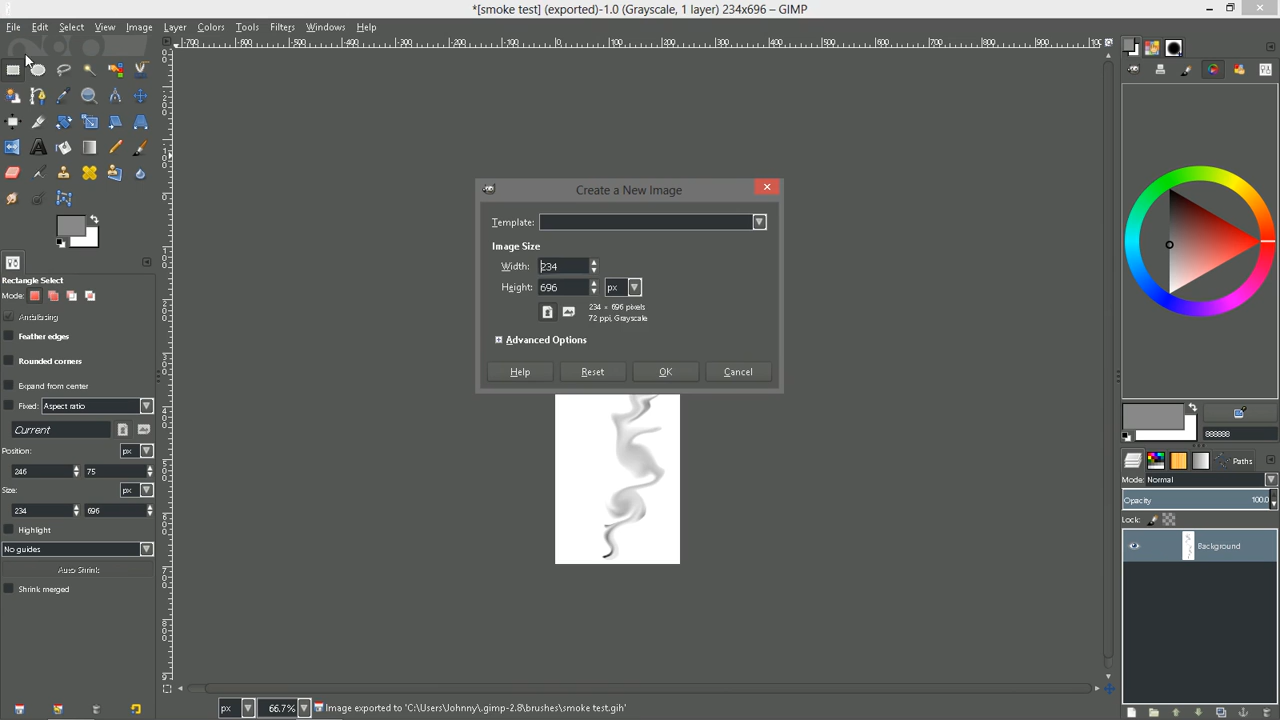 *[smoke test] (exported)-1.0 (Grayscale, 1 layer) 234x696 – GIMP
File Edit Select View Image Layer Colors Tools Filters Windows Help
Create a New Image
Template:
Image Size
Width: 234
Height: 696 px
234 × 696 pixels
72 ppi, Grayscale
Advanced Options
Help Reset OK Cancel
Rectangle Select
Mode:
Antialiasing
Feather edges
Rounded corners
Expand from center
Fixed: Aspect ratio
Current
Position:
px
246 75
Size:
px
234 696
Highlight
No guides
Auto Shrink
Shrink merged
888888
Paths
Mode: Normal
Opacity 100.0
Lock:
Background
px 66.7% Image exported to 'C:\Users\Johnny\.gimp-2.8\brushes\smoke test.gih'